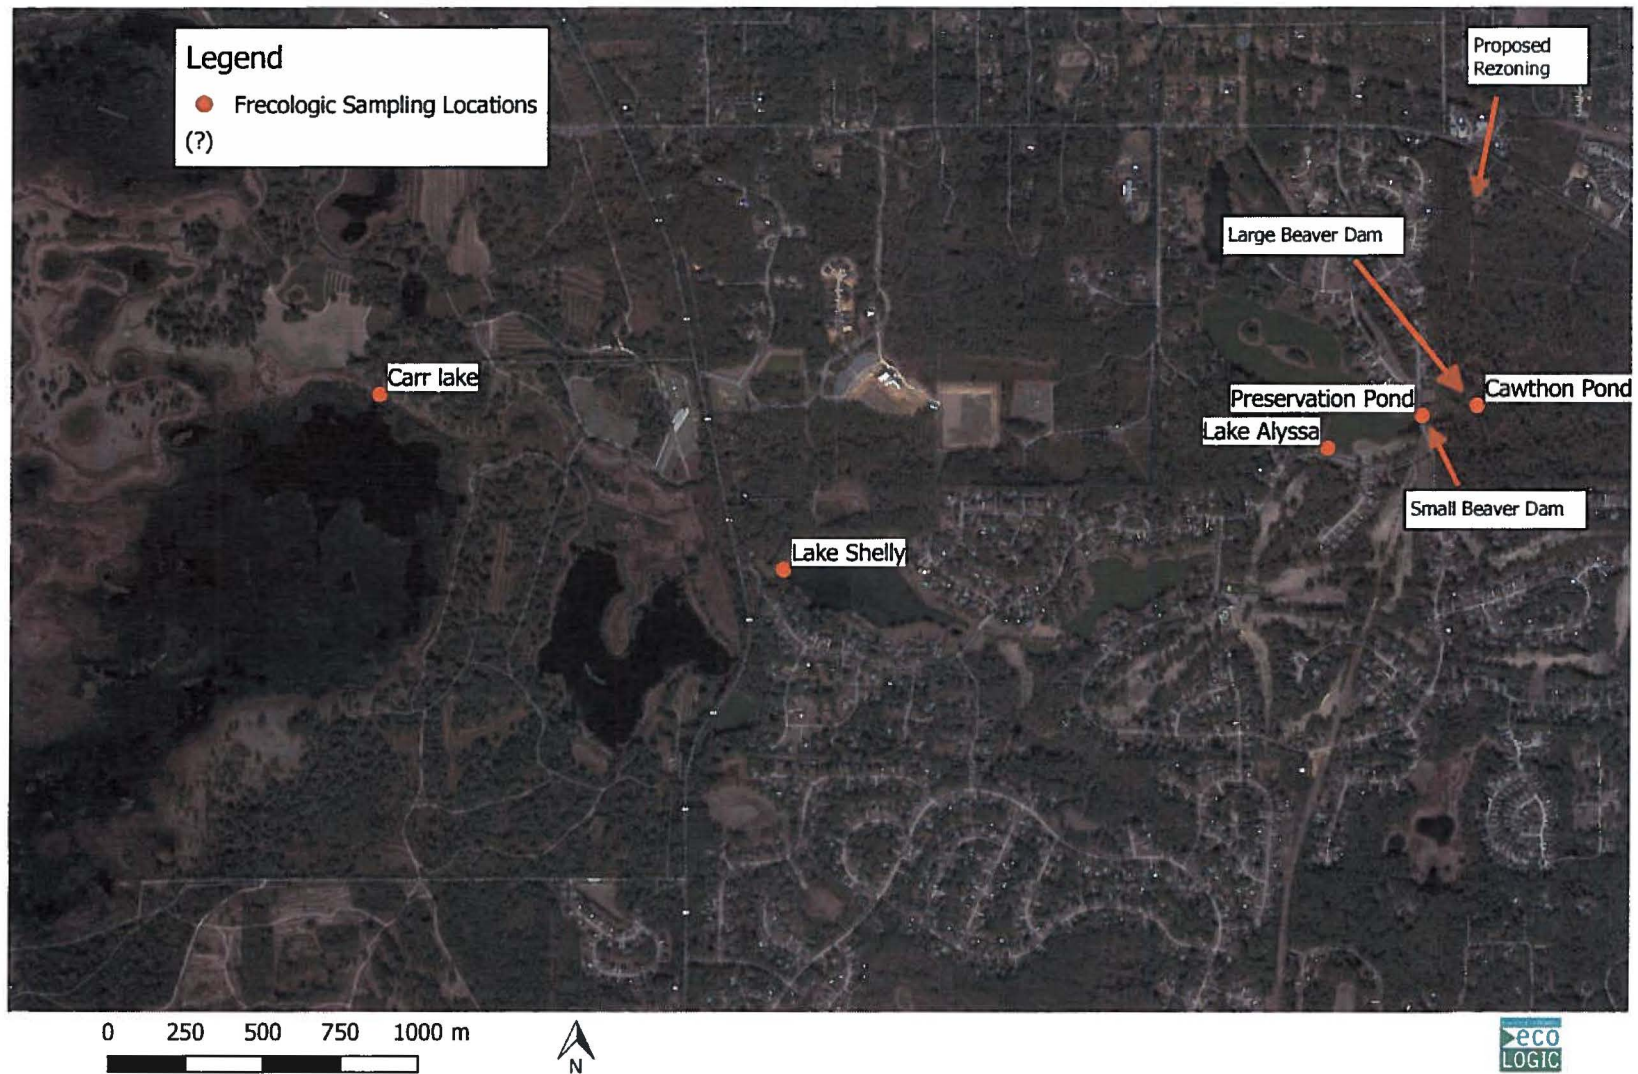 Legend
Frecologic Sampling Locations
(?)
Proposed
Rezoning
Large Beaver Dam
Carr lake
Cawthon Pond
Preservation Pond
Lake Alyssa
Small Beaver Dam
Lake Shelly
0 250 500 750 1000 m
N
eco
LOGIC